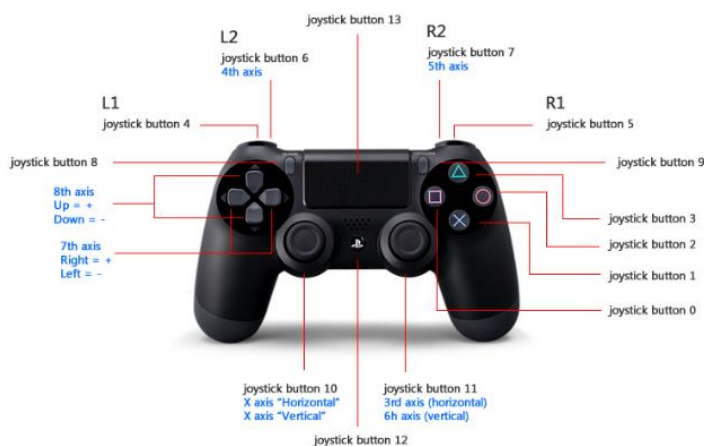 joystick button 13
L2
joystick button 6
4th axis
R2
joystick button 7
5th axis
L1
joystick button 4
R1
joystick button 5
joystick button 8
joystick button 9
8th axis
Up = +
Down = -
7th axis
Right = +
Left = -
joystick button 3
joystick button 2
joystick button 1
joystick button 0
joystick button 10
X axis "Horizontal"
X axis "Vertical"
joystick button 11
3rd axis (horizontal)
6h axis (vertical)
joystick button 12